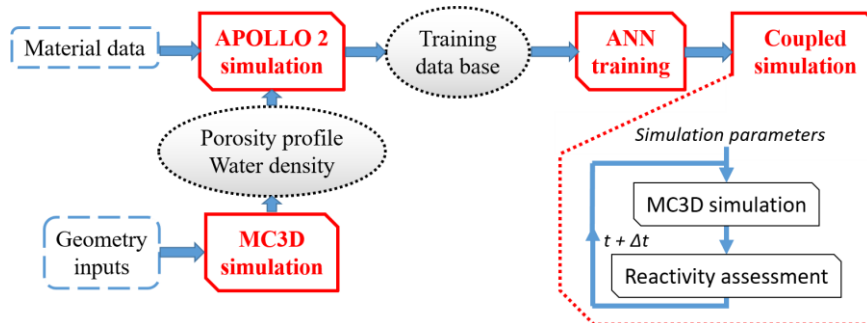 Material data
APOLLO 2
simulation
Training
data base
ANN
training
Coupled
simulation
Porosity profile
Water density
Geometry
inputs
MC3D
simulation
Simulation parameters
MC3D simulation
t + Δt
Reactivity assessment